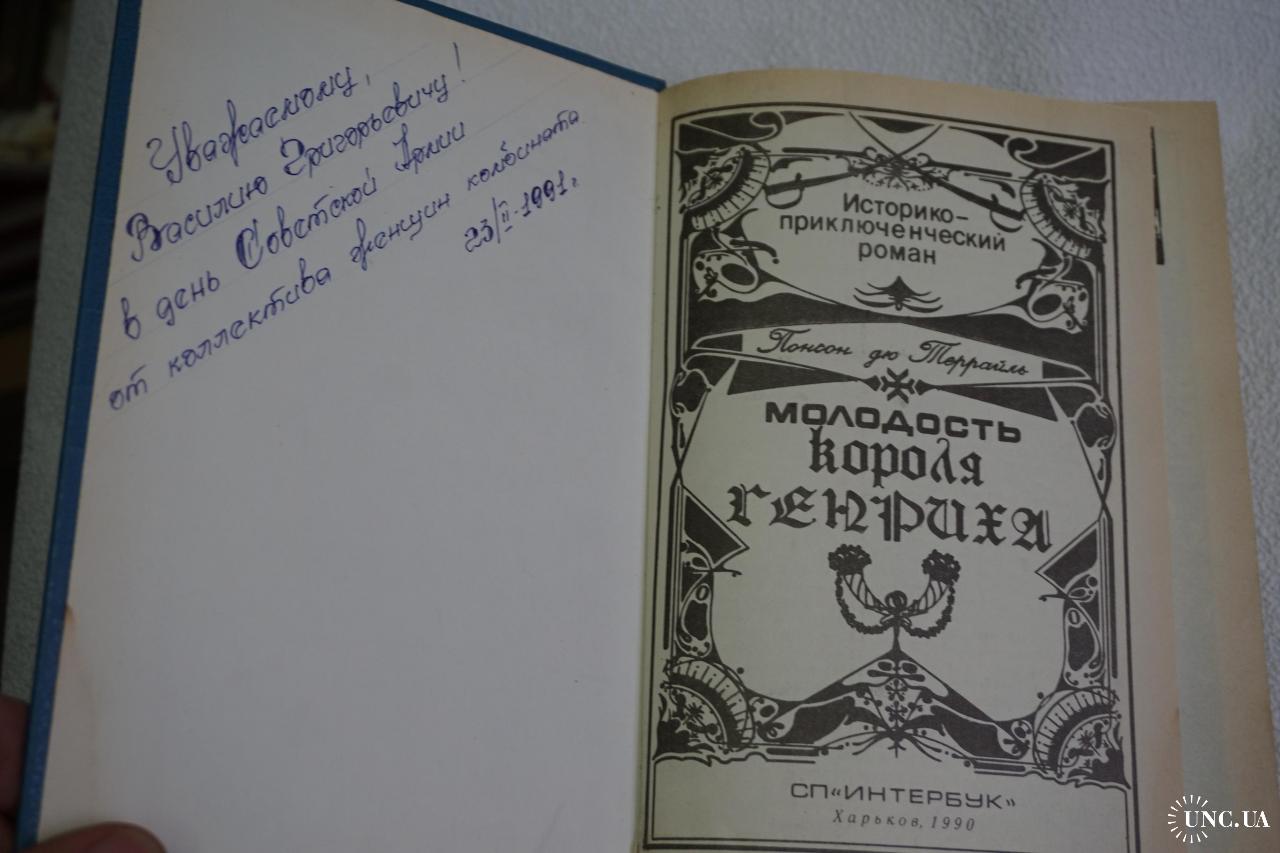 Уважаемому,
Василию Григорьевичу!
в день Советской Армии
от коллектива женщин комбината
23/II-1991г.
Историко-
приключенческий
роман
Понсон дю Террайль
МОЛОДОСТЬ
короля
ГЕНРИХА
СП«ИНТЕРБУК»
Харьков, 1990
UNC.UA